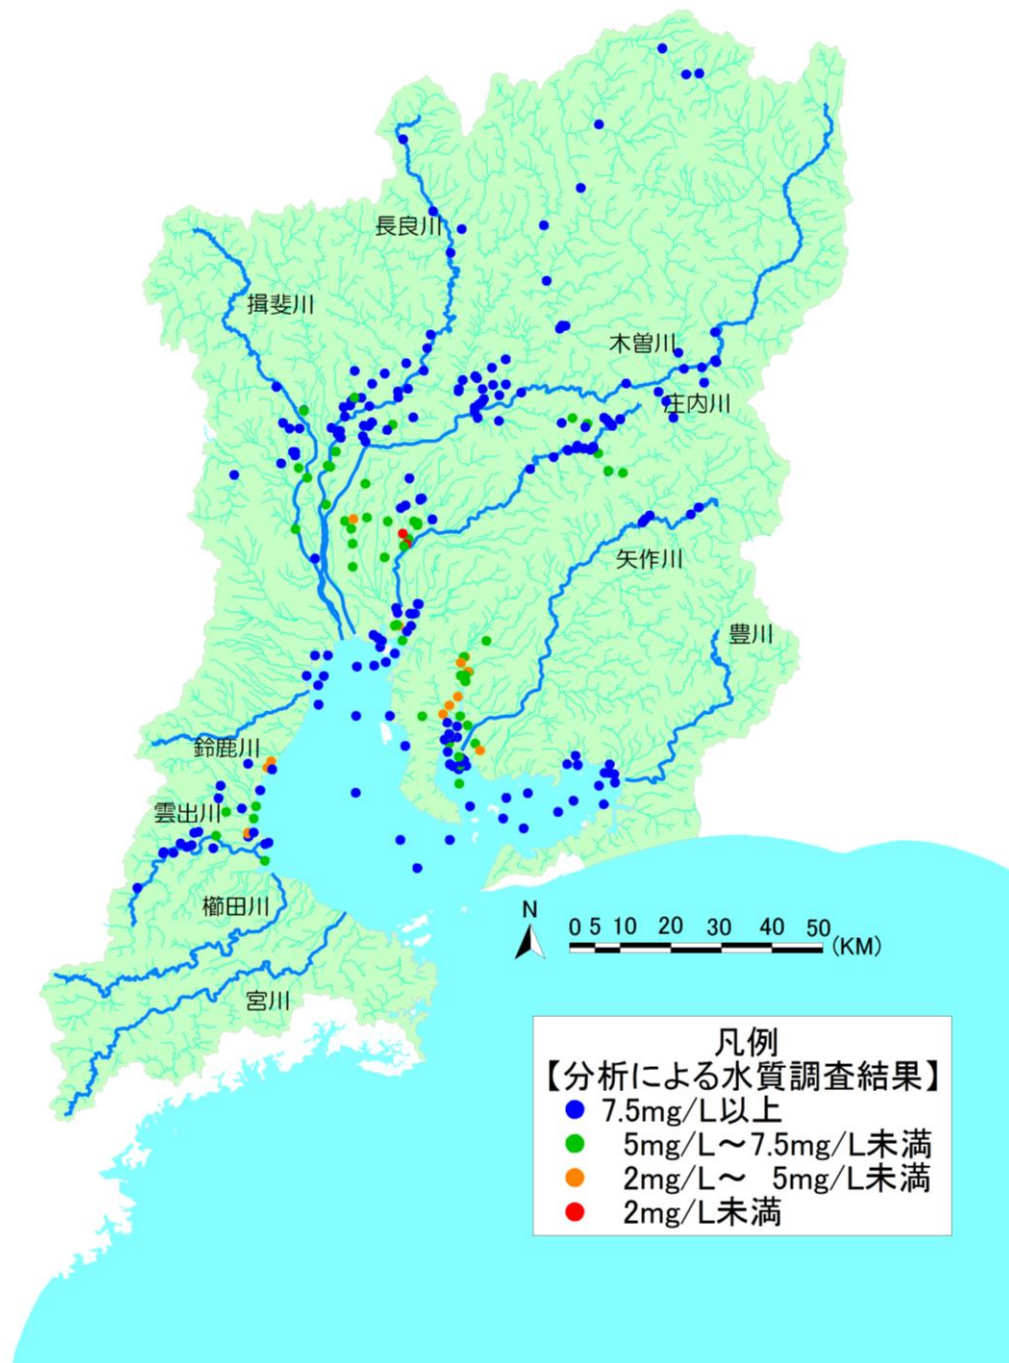 長良川
揖斐川
木曽川
庄内川
矢作川
豊川
鈴鹿川
雲出川
櫛田川
宮川
N
0 5 10 20 30 40 50
(KM)
凡例
【分析による水質調査結果】
7.5mg/L以上
5mg/L～7.5mg/L未満
2mg/L～ 5mg/L未満
2mg/L未満